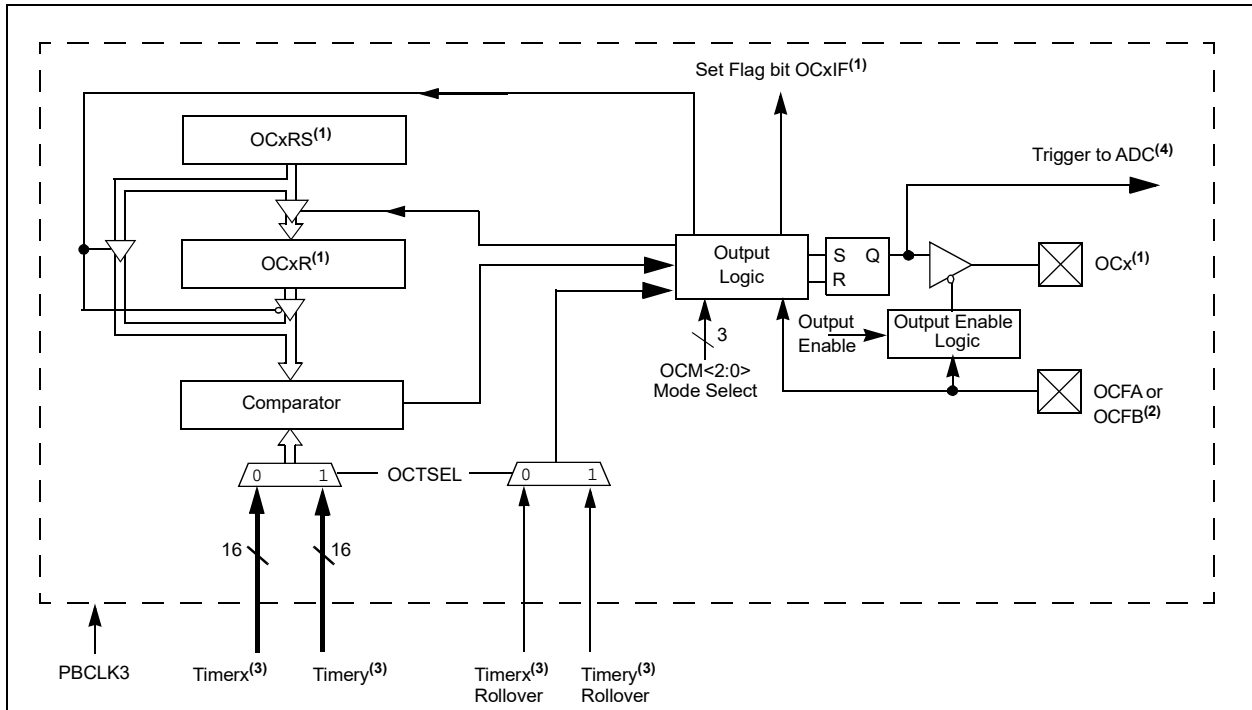 Set Flag bit OCxIF(1)
OCxRS(1)
Trigger to ADC(4)
OCxR(1)
Output
Logic
S Q
R
OCx(1)
Output
Enable
Output Enable
Logic
3
OCM<2:0>
Mode Select
Comparator
OCFA or
OCFB(2)
0 1
OCTSEL
0 1
16
16
PBCLK3
Timerx(3)
Timery(3)
Timerx(3)
Rollover
Timery(3)
Rollover